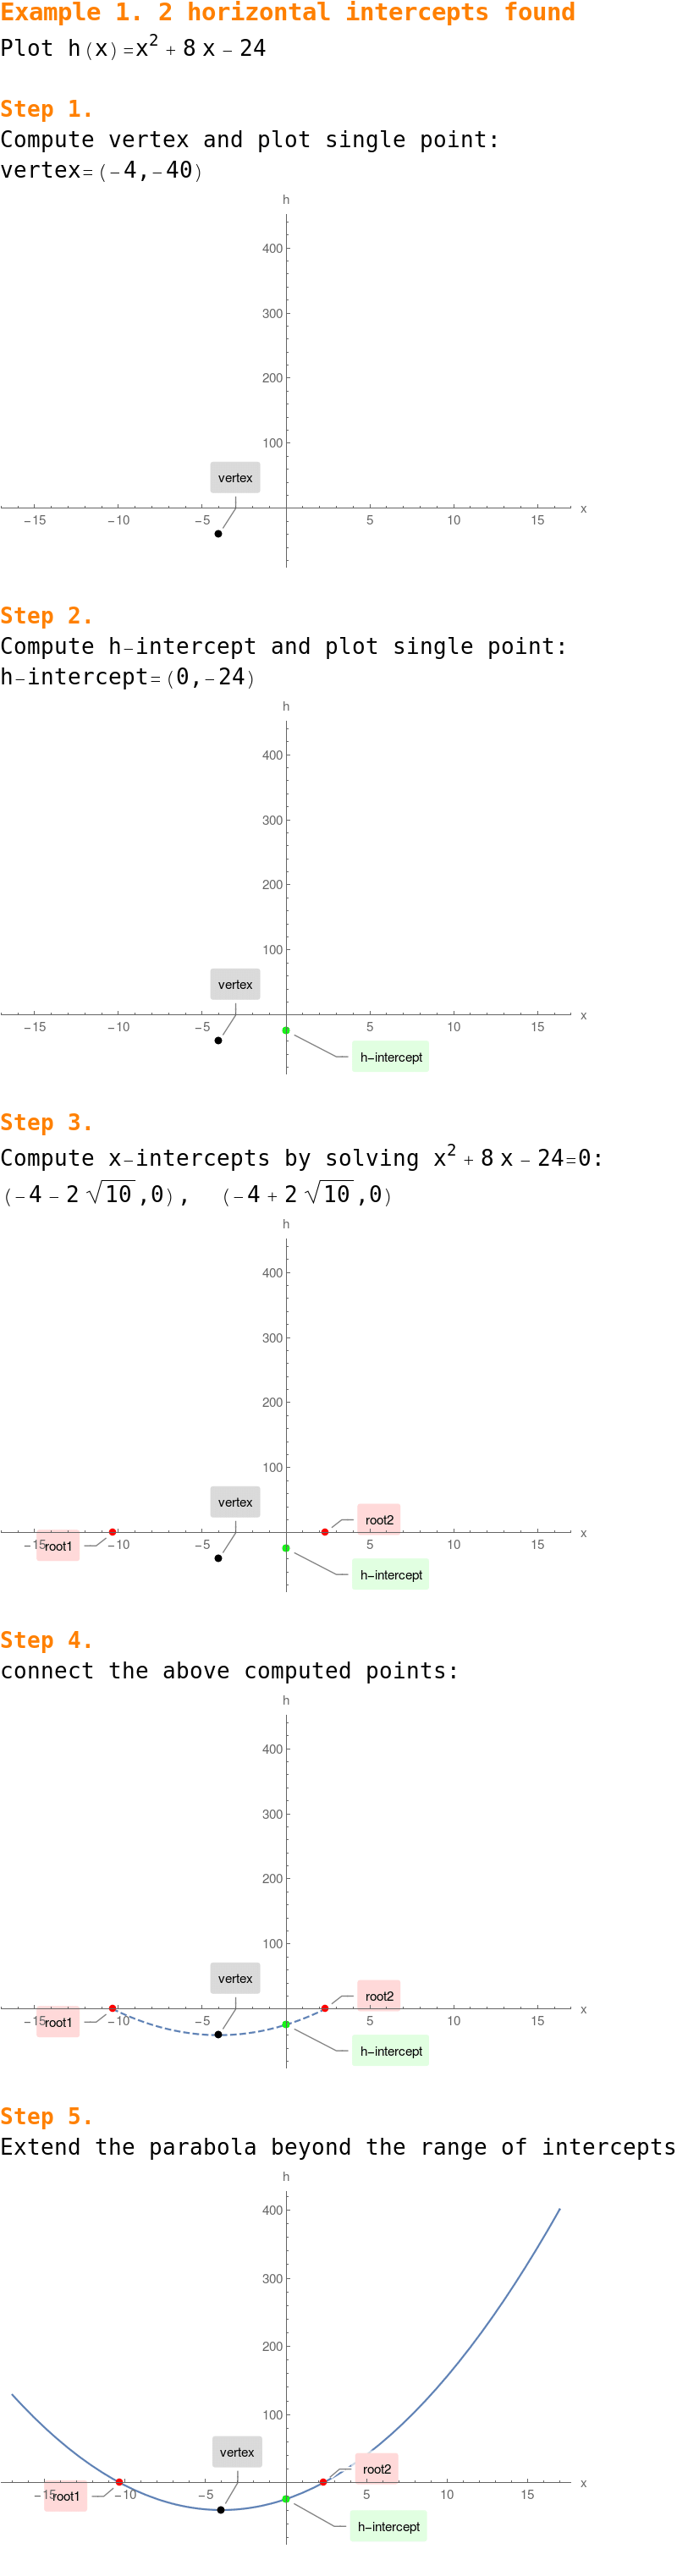 Example 1. 2 horizontal intercepts found
Plot h(x)=x² + 8 x − 24
Step 1.
Compute vertex and plot single point:
vertex=(−4,−40)
h
400
300
200
100
vertex
−15 −10 −5 5 10 15 x
Step 2.
Compute h−intercept and plot single point:
h−intercept=(0,−24)
h
400
300
200
100
vertex
−15 −10 −5 5 10 15 x
h−intercept
Step 3.
Compute x−intercepts by solving x² + 8 x − 24=0:
(−4 − 2 √10,0), (−4 + 2 √10,0)
h
400
300
200
100
vertex
root2
−15 −10 −5 5 10 15 x
root1
h−intercept
Step 4.
connect the above computed points:
h
400
300
200
100
vertex
root2
−15 −10 −5 5 10 15 x
root1
h−intercept
Step 5.
Extend the parabola beyond the range of intercepts
h
400
300
200
100
vertex
root2
−15 −10 −5 5 10 15 x
root1
h−intercept